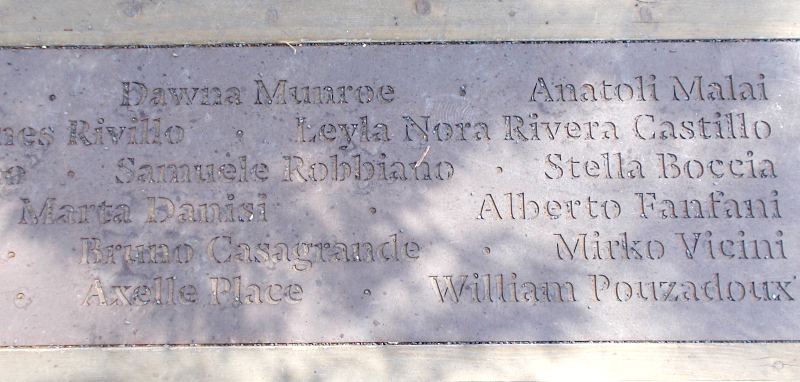 · Dawna Munroe · Anatoli Malai
nes Rivillo · Leyla Nora Rivera Castillo
· Samuele Robbiano · Stella Boccia
Marta Danisi · Alberto Fanfani
· Bruno Casagrande · Mirko Vicini
· Axelle Place · William Pouzadoux